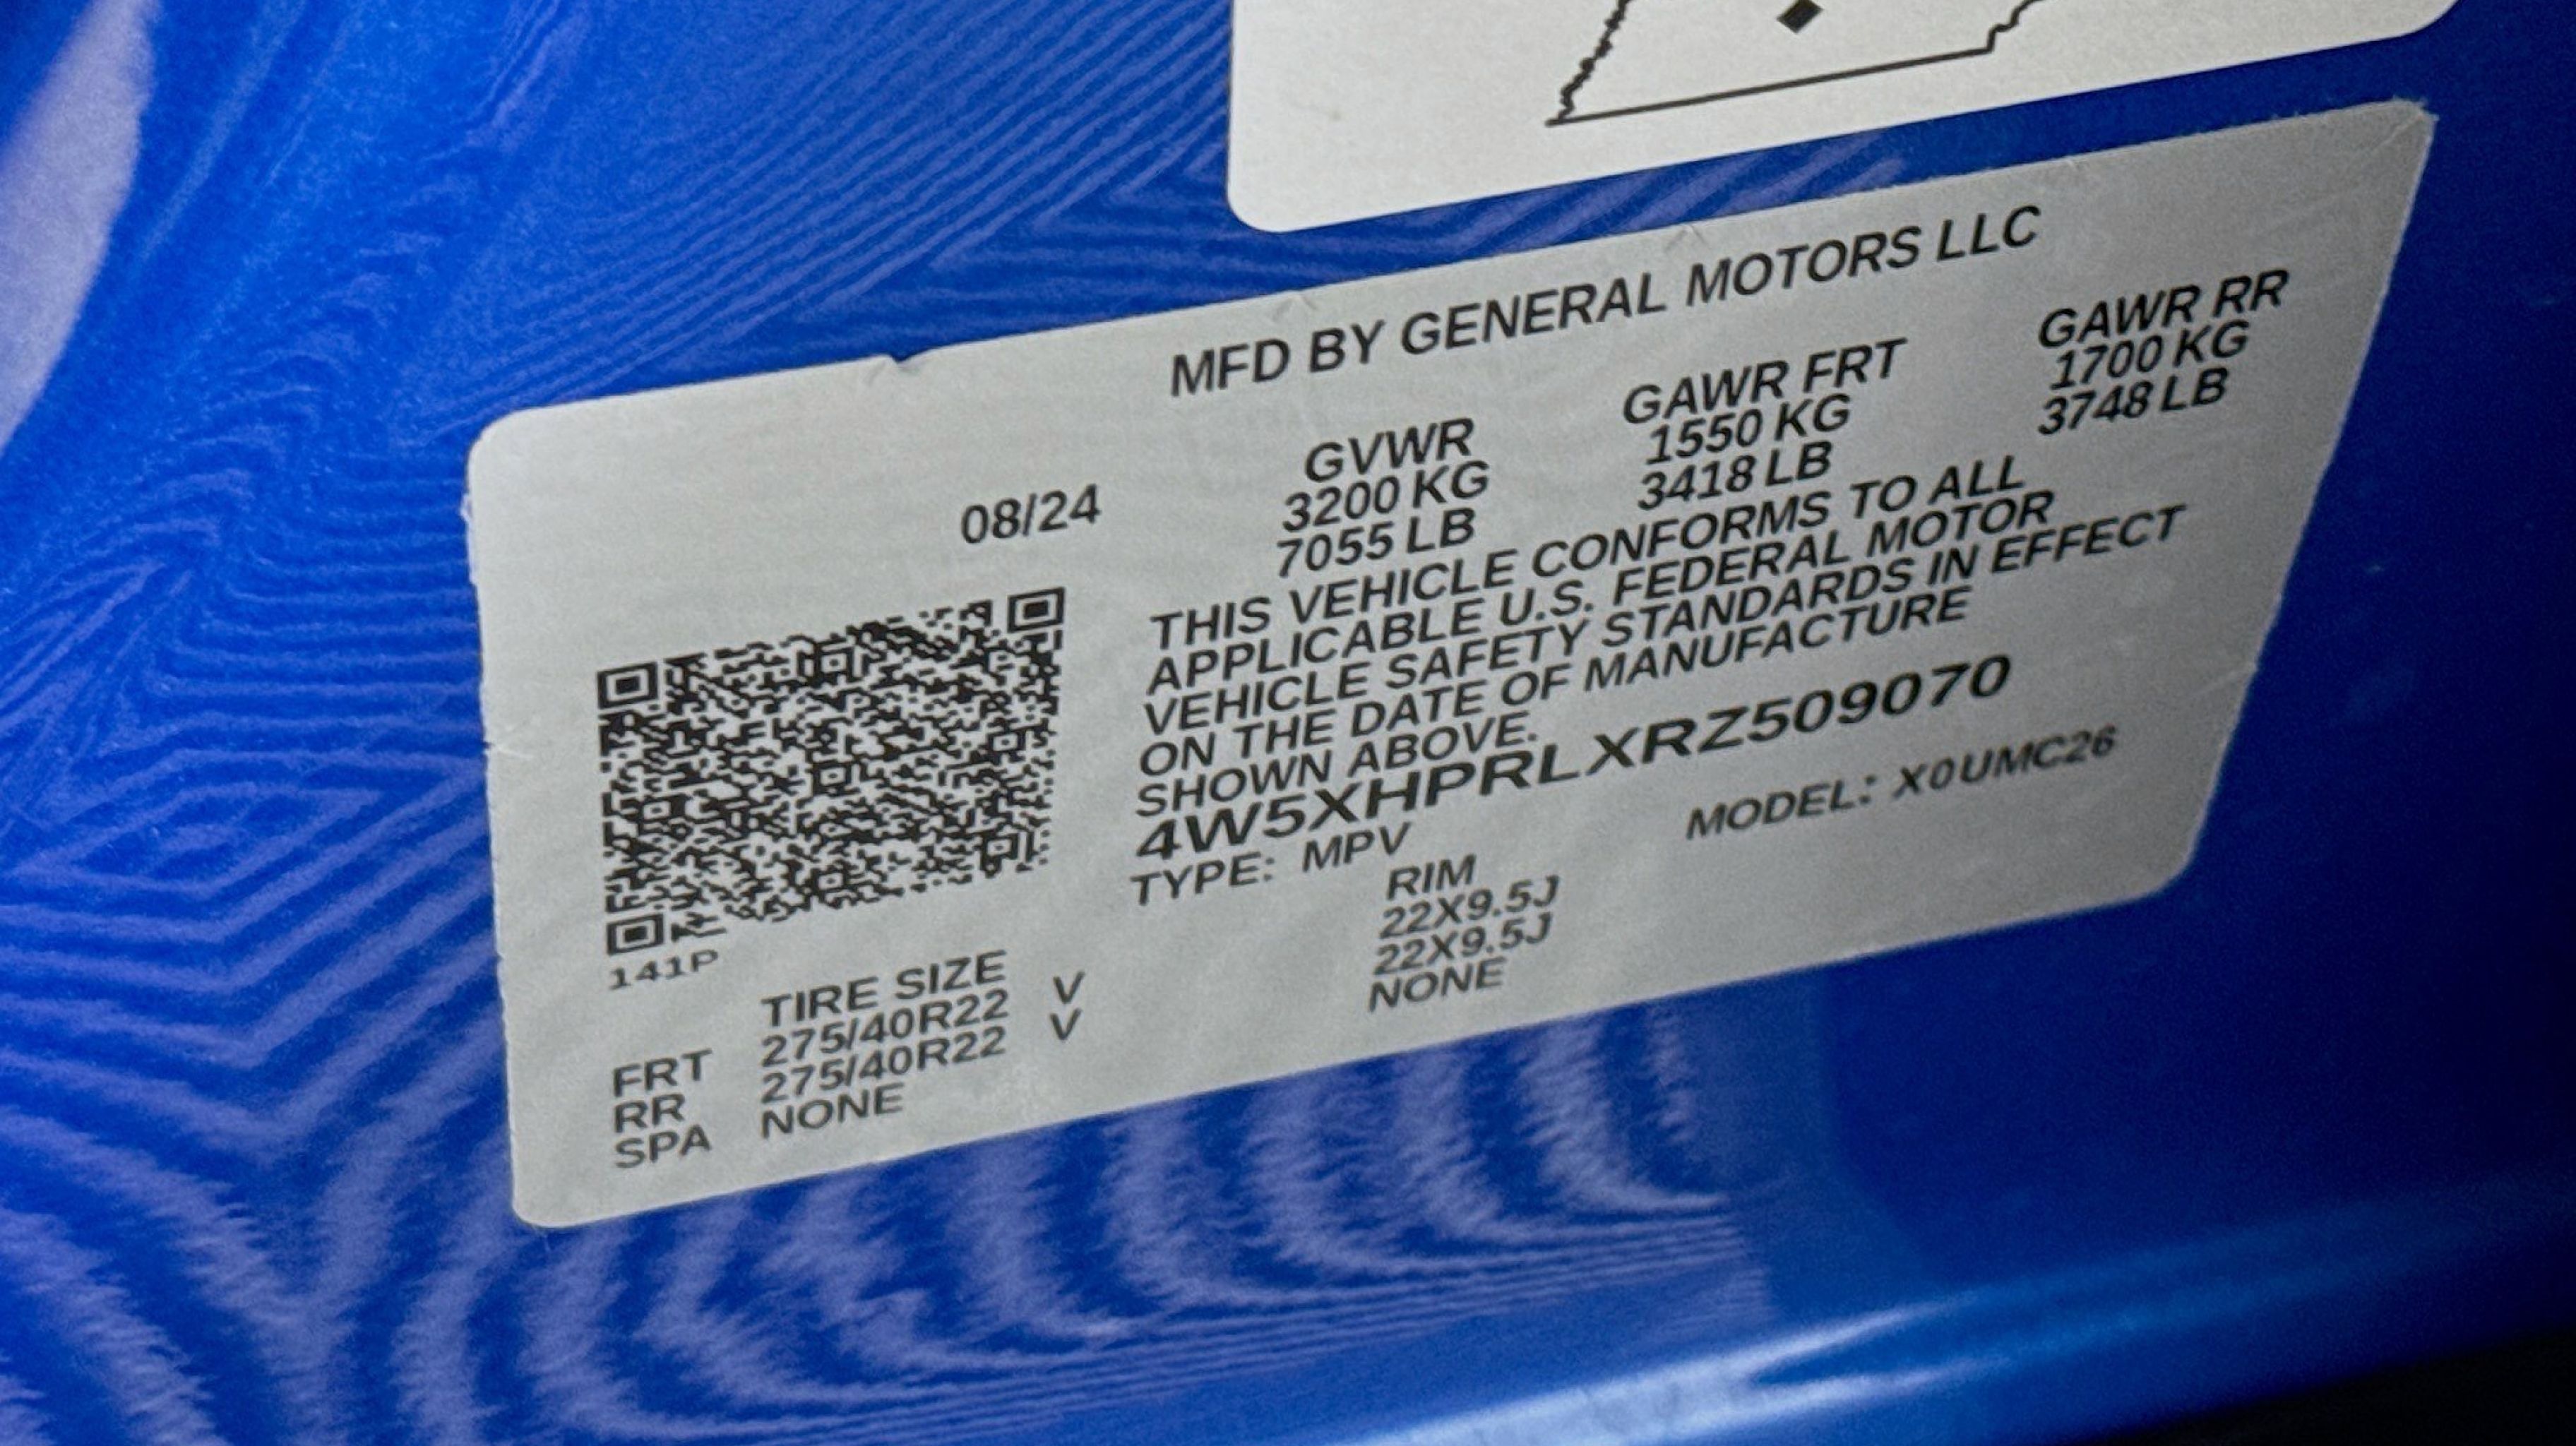 MFD BY GENERAL MOTORS LLC
08/24
GVWR GAWR FRT GAWR RR
3200 KG 1550 KG 1700 KG
7055 LB 3418 LB 3748 LB
THIS VEHICLE CONFORMS TO ALL
APPLICABLE U.S. FEDERAL MOTOR
VEHICLE SAFETY STANDARDS IN EFFECT
ON THE DATE OF MANUFACTURE
SHOWN ABOVE.
4W5XHPRLXRZ509070
TYPE: MPV MODEL: X0UMC26
141P
TIRE SIZE RIM
FRT 275/40R22 V 22X9.5J
RR 275/40R22 V 22X9.5J
SPA NONE NONE